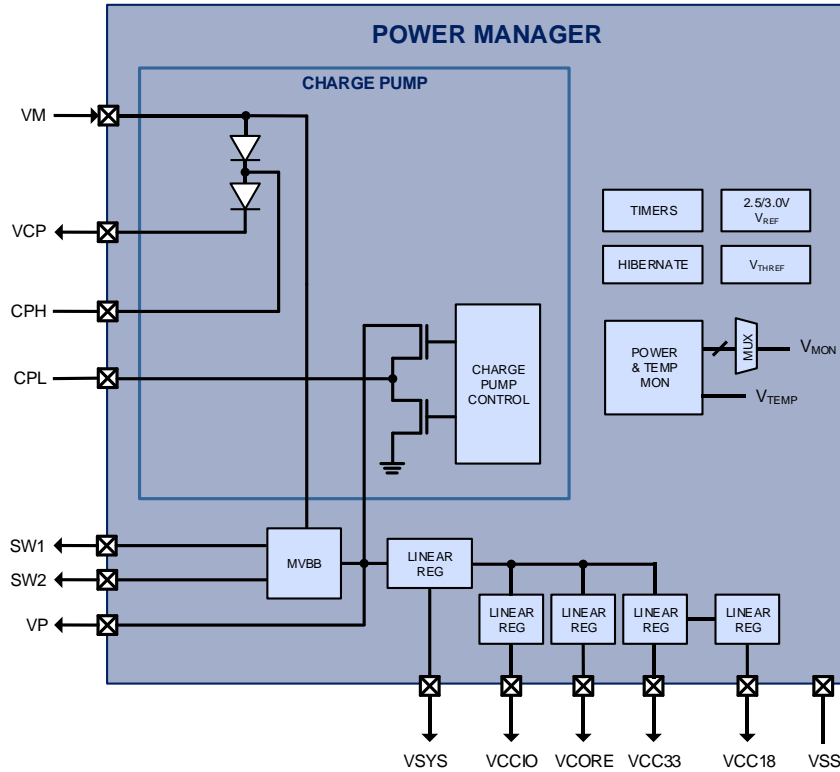 POWER MANAGER
CHARGE PUMP
VM
VCP
CPH
CPL
CHARGE
PUMP
CONTROL
TIMERS
2.5/3.0V
VREF
HIBERNATE
VTHREF
POWER
& TEMP
MON
MUX
VMON
VTEMP
SW1
SW2
VP
MVBB
LINEAR
REG
LINEAR
REG
LINEAR
REG
LINEAR
REG
LINEAR
REG
VSYS
VCCIO
VCORE
VCC33
VCC18
VSS